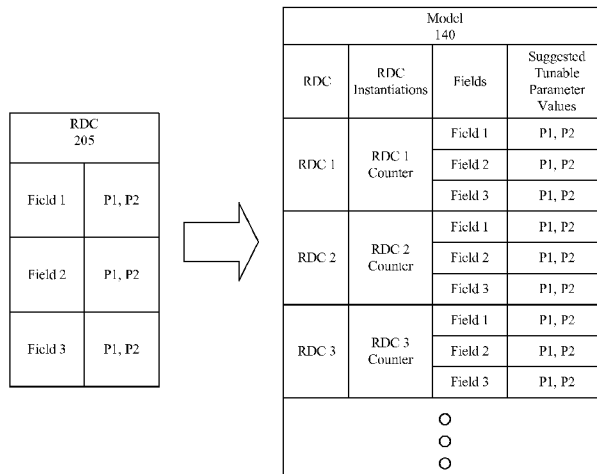 RDC
205
Field 1 P1, P2
Field 2 P1, P2
Field 3 P1, P2
Model
140
RDC
RDC
Instantiations
Fields
Suggested
Tunable
Parameter
Values
RDC 1
RDC 1
Counter
Field 1 P1, P2
Field 2 P1, P2
Field 3 P1, P2
RDC 2
RDC 2
Counter
Field 1 P1, P2
Field 2 P1, P2
Field 3 P1, P2
RDC 3
RDC 3
Counter
Field 1 P1, P2
Field 2 P1, P2
Field 3 P1, P2